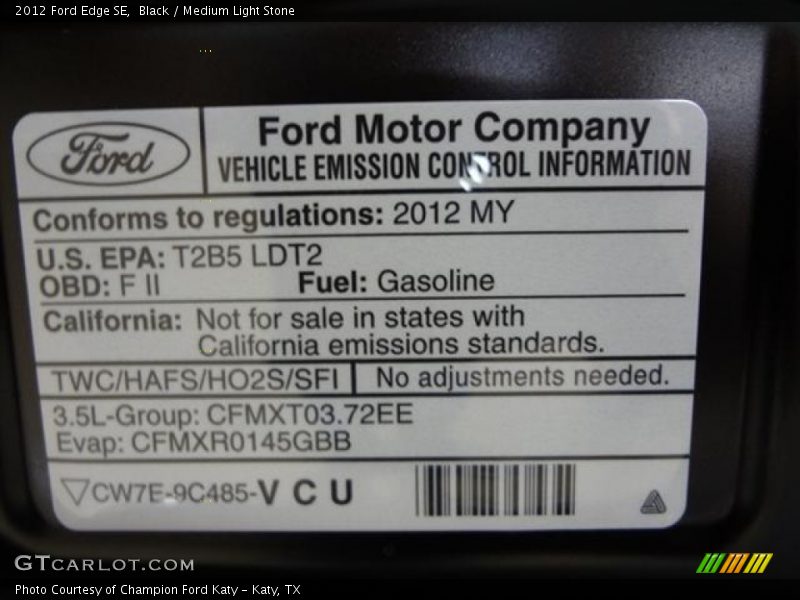 2012 Ford Edge SE,  Black / Medium Light Stone
Ford
Ford Motor Company
VEHICLE EMISSION CONTROL INFORMATION
Conforms to regulations: 2012 MY
U.S. EPA: T2B5 LDT2
OBD: F II Fuel: Gasoline
California: Not for sale in states with
California emissions standards.
TWC/HAFS/HO2S/SFI No adjustments needed.
3.5L-Group: CFMXT03.72EE
Evap: CFMXR0145GBB
CW7E-9C485-V C U
GTCARLOT.COM
Photo Courtesy of Champion Ford Katy – Katy, TX